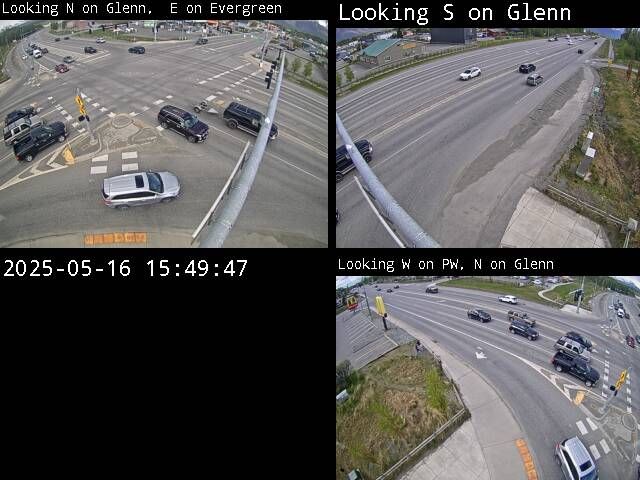 Looking N on Glenn,  E on Evergreen
Looking S on Glenn
2025-05-16 15:49:47
Looking W on PW, N on Glenn